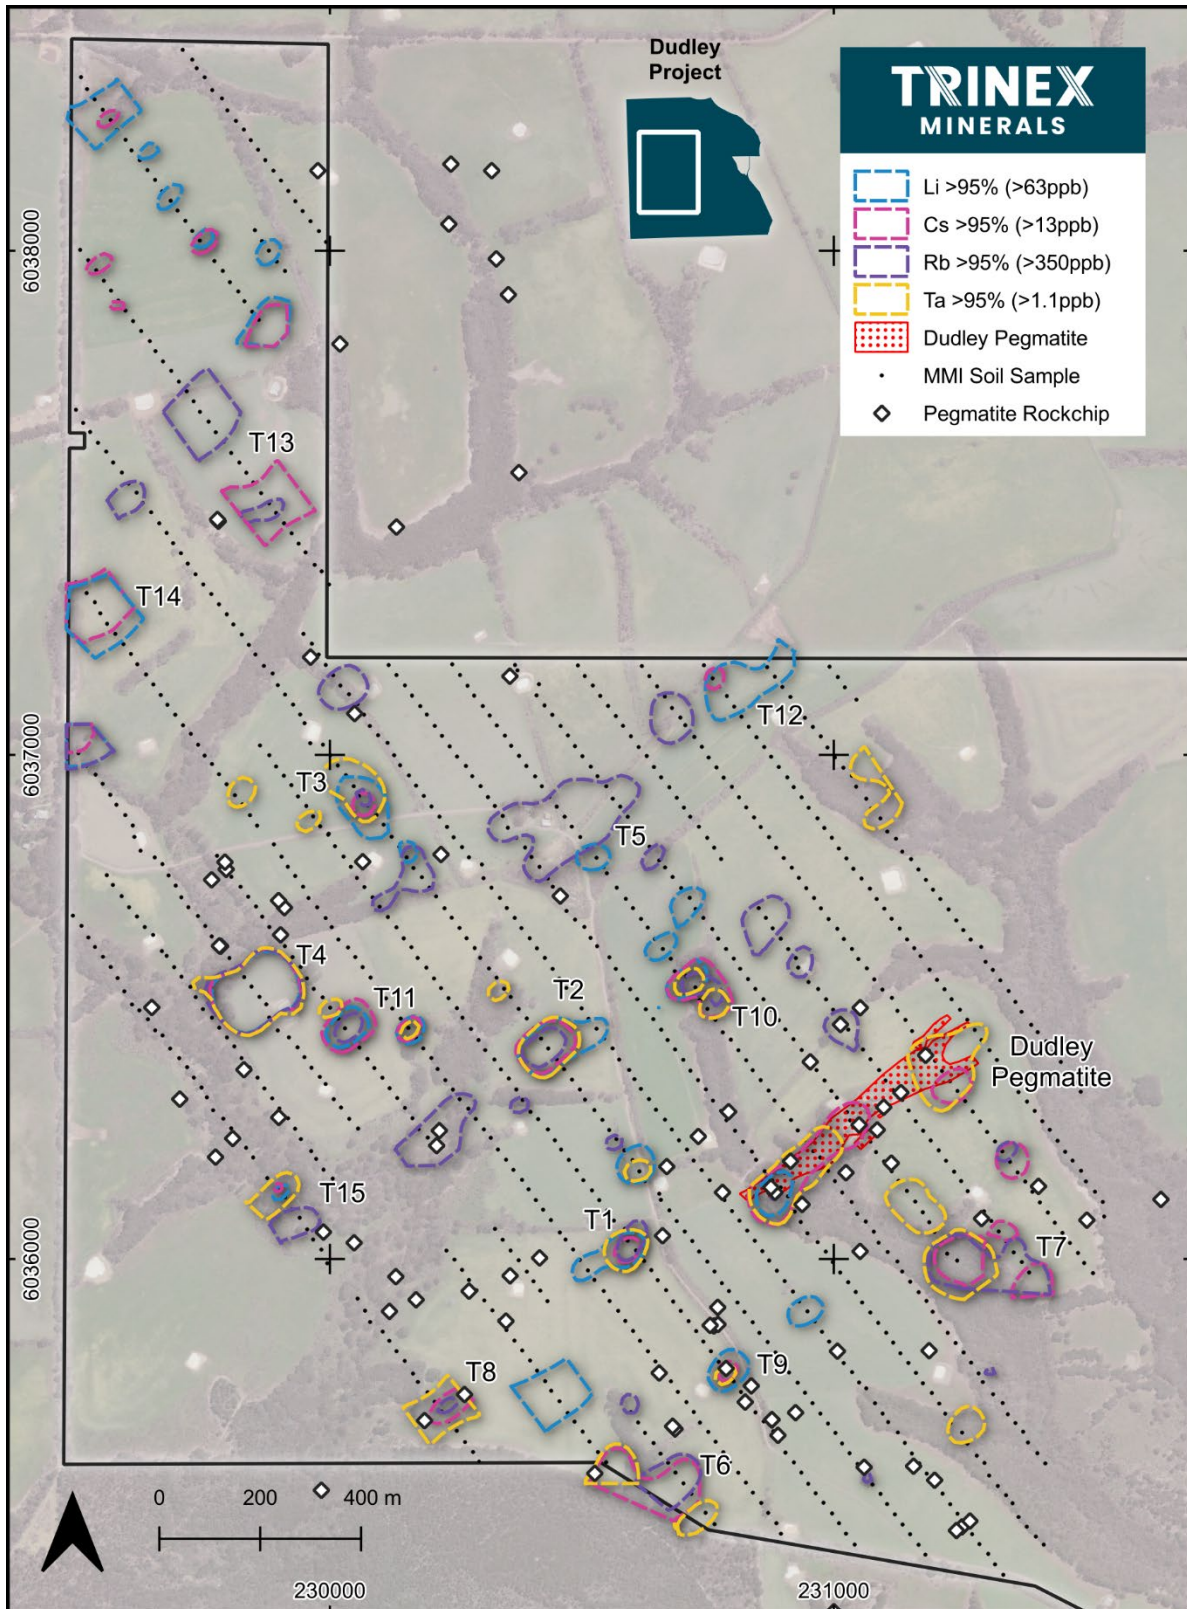 Dudley
Project
TRINEX
MINERALS
Li >95% (>63ppb)
Cs >95% (>13ppb)
Rb >95% (>350ppb)
Ta >95% (>1.1ppb)
Dudley Pegmatite
MMI Soil Sample
Pegmatite Rockchip
6038000
T13
T14
T12
6037000
T3
T5
T4
T11
T2
T10
Dudley
Pegmatite
T15
T1
T7
6036000
T9
T8
T6
0 200 400 m
230000 231000